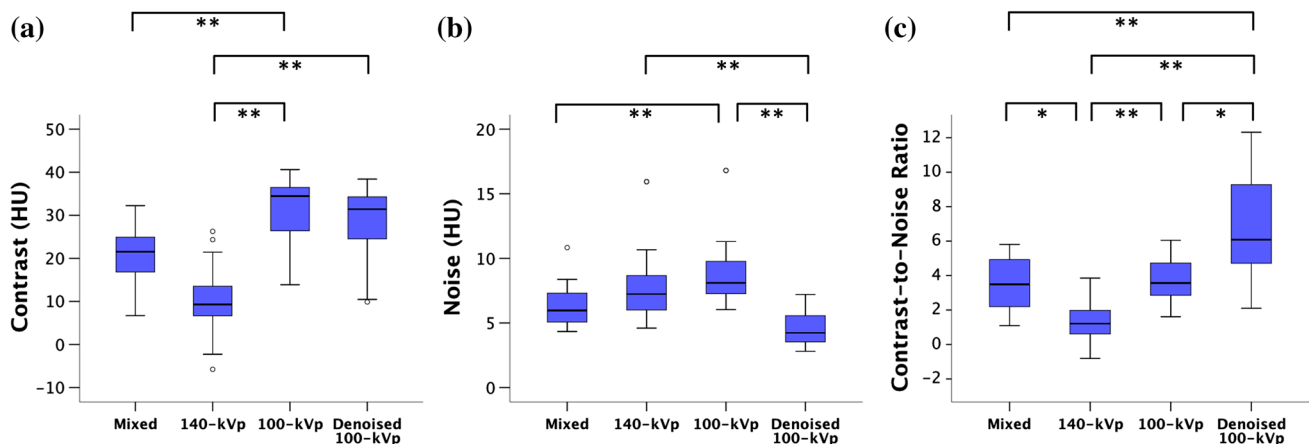 (a)
**
**
**
Contrast (HU)
50
40
30
20
10
0
-10
Mixed
140-kVp
100-kVp
Denoised
100-kVp
(b)
**
**
**
Noise (HU)
20
15
10
5
0
Mixed
140-kVp
100-kVp
Denoised
100-kVp
(c)
**
**
*
**
*
Contrast-to-Noise Ratio
12
10
8
6
4
2
0
-2
Mixed
140-kVp
100-kVp
Denoised
100-kVp